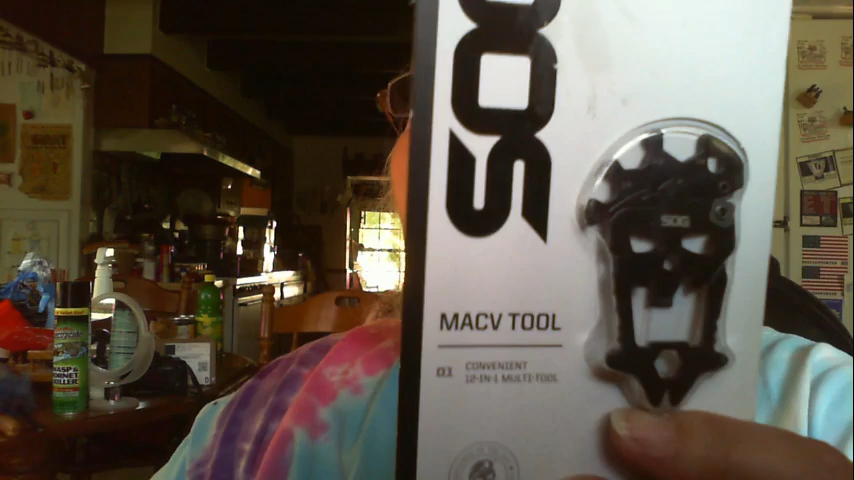 SOG
SOG
MACV TOOL
01 CONVENIENT
12-IN-1 MULTI-TOOL
WASP &
HORNET
KILLER